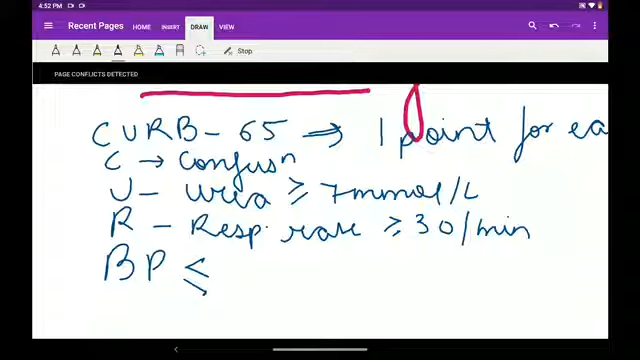 4:52 PM
Recent Pages HOME INSERT DRAW VIEW
Stop
PAGE CONFLICTS DETECTED
CURB - 65 ⇒ 1 point for ea
C → Confusⁿ
U - Urea ≥ 7mmol/L
R - Resp. rate ≥ 30/min
BP ≤